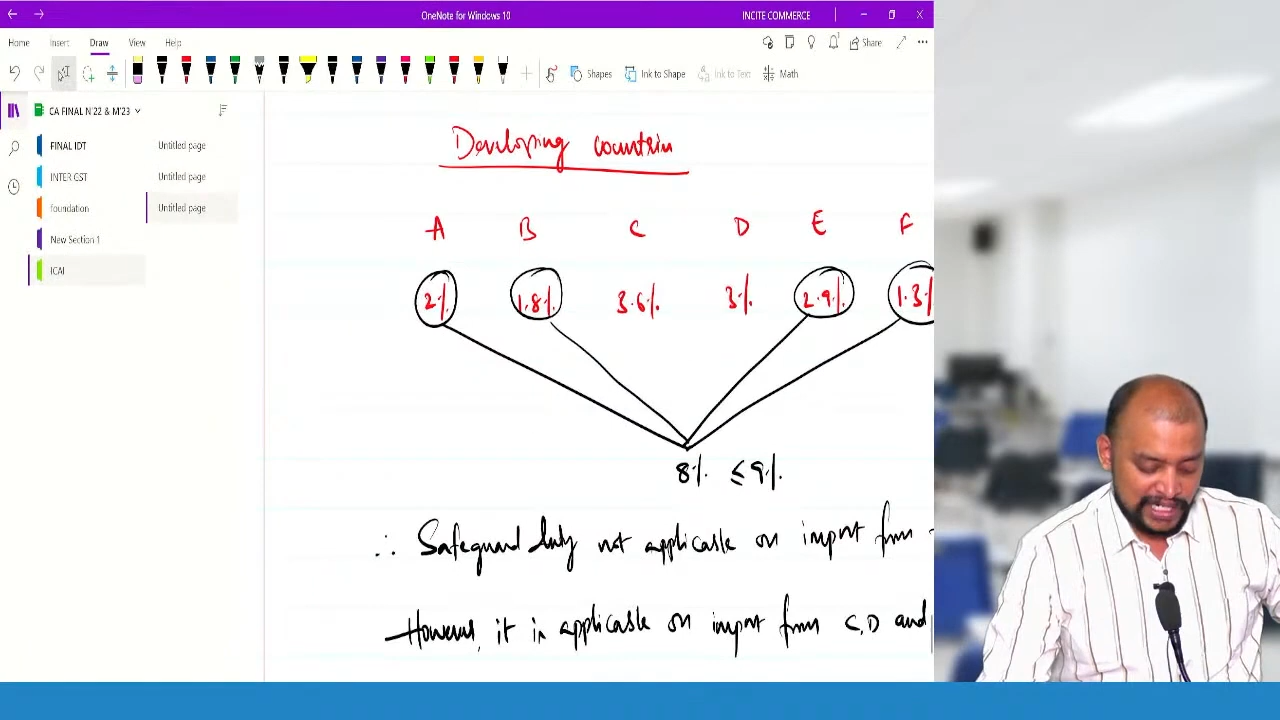 OneNote for Windows 10
INCITE COMMERCE
Home Insert Draw View Help
Share
Shapes Ink to Shape Ink to Text Math
CA FINAL N'22 & M'23
FINAL IDT
INTER GST
foundation
New Section 1
ICAI
Untitled page
Untitled page
Untitled page
Developing countries
A B C D E F
2% 1.8% 3.6% 3% 2.9% 1.3%
8% ≤9%
∴ Safeguard duty not applicable on import from
However, it is applicable on import from C, D and